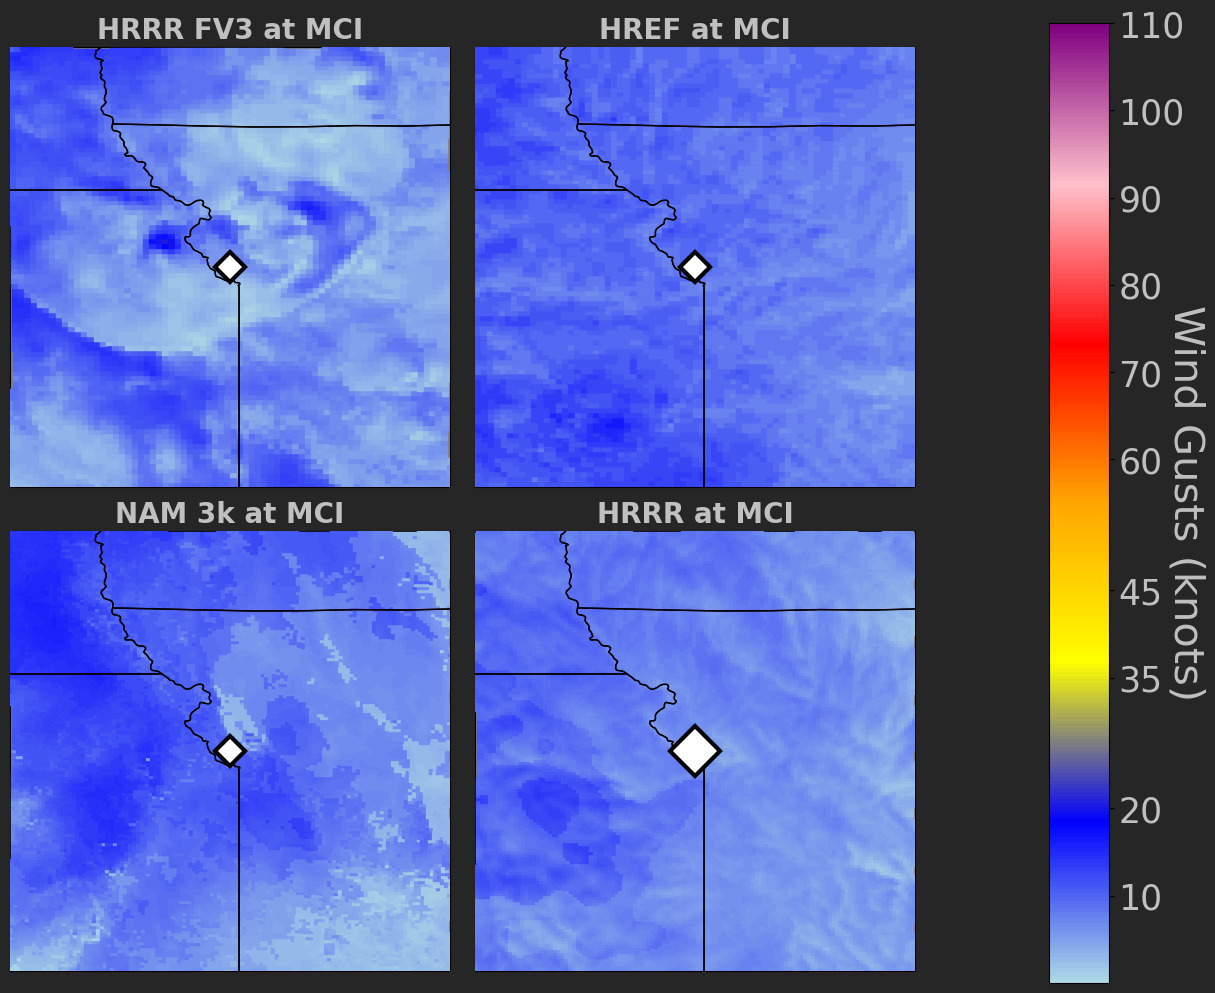 HRRR FV3 at MCI
HREF at MCI
NAM 3k at MCI
HRRR at MCI
110
100
90
80
70
60
45
35
20
10
Wind Gusts (knots)